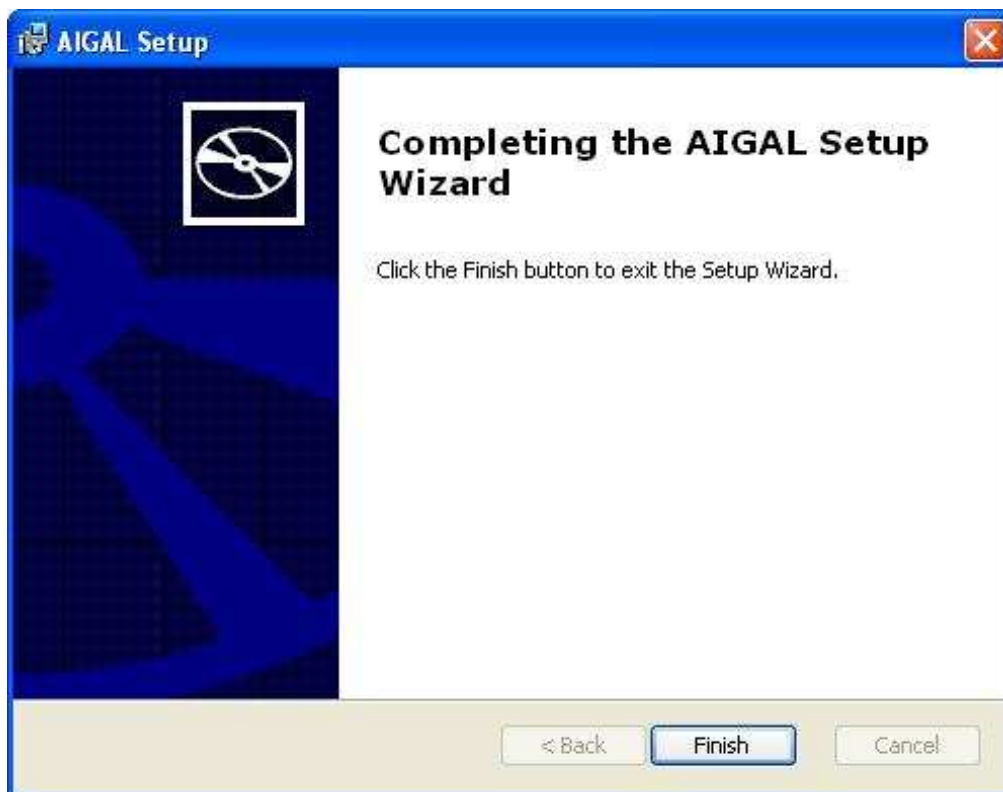 AIGAL Setup
Completing the AIGAL Setup
Wizard
Click the Finish button to exit the Setup Wizard.
< Back Finish Cancel